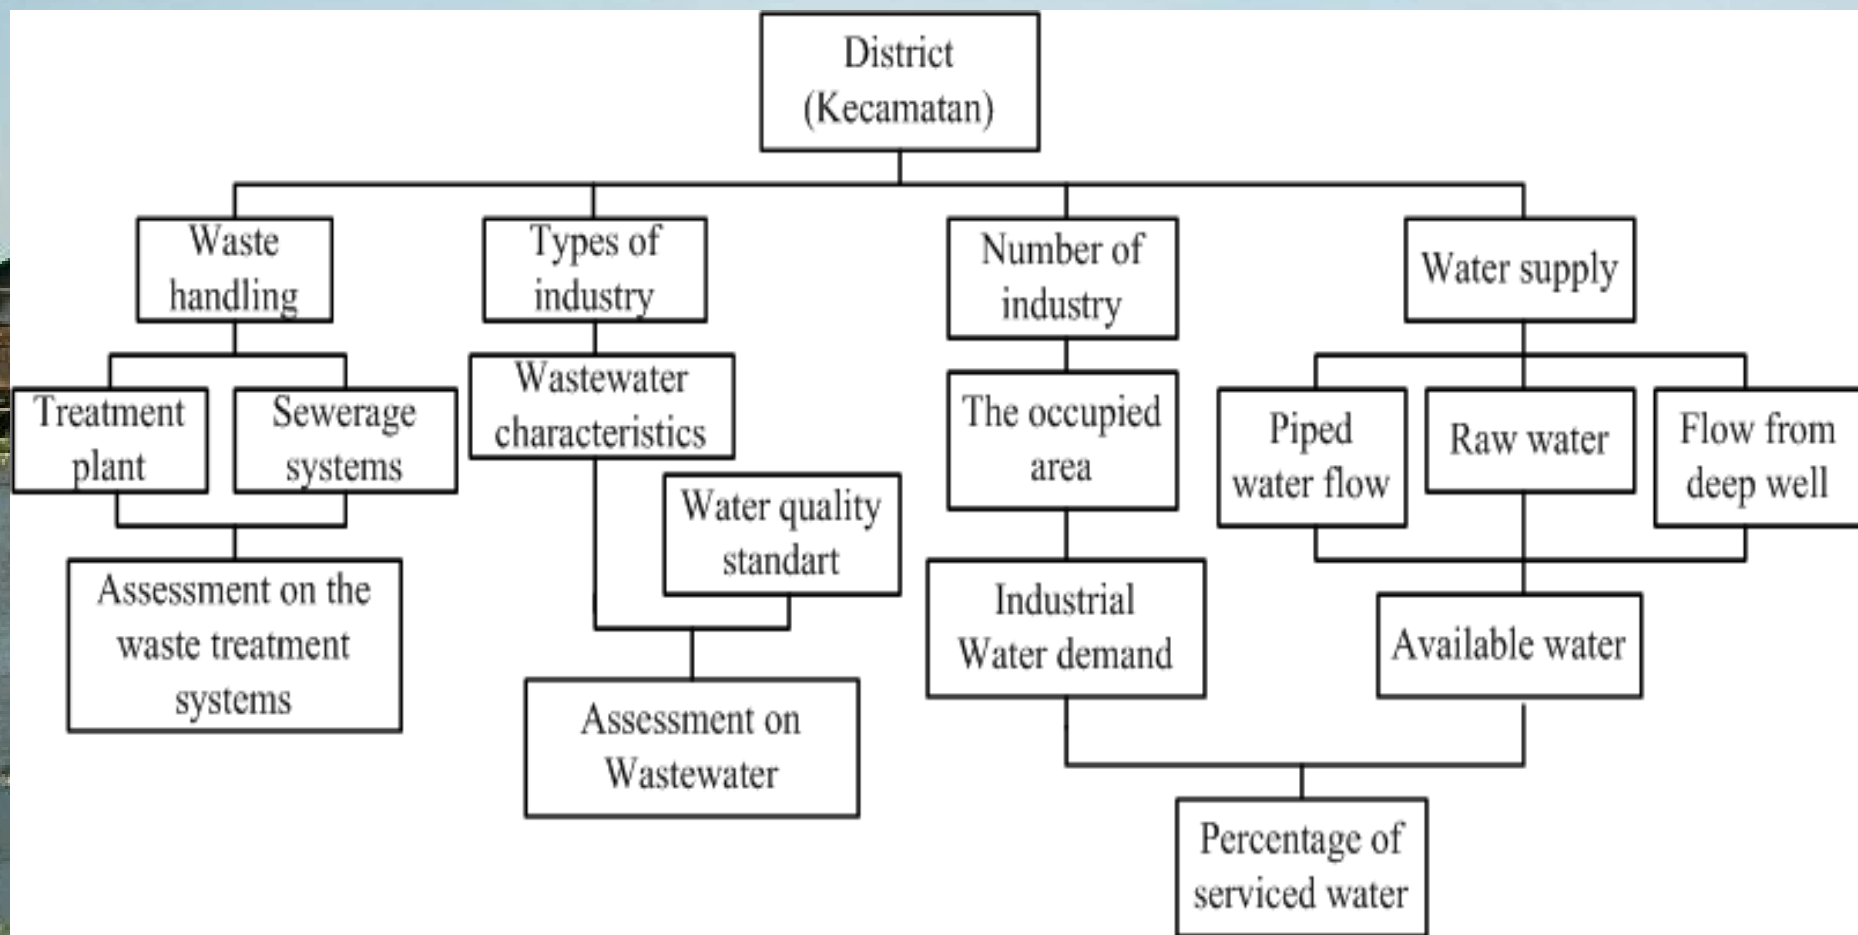 District
(Kecamatan)
Waste
handling
Types of
industry
Number of
industry
Water supply
Treatment
plant
Sewerage
systems
Wastewater
characteristics
Water quality
standart
The occupied
area
Piped
water flow
Raw water
Flow from
deep well
Assessment on the
waste treatment
systems
Assessment on
Wastewater
Industrial
Water demand
Available water
Percentage of
serviced water